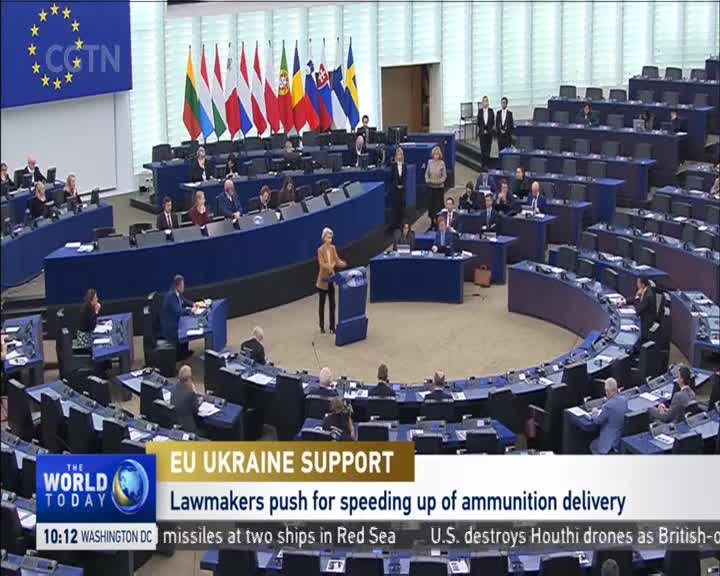 CGTN
EU UKRAINE SUPPORT
THE
WORLD
TODAY
Lawmakers push for speeding up of ammunition delivery
10:12 WASHINGTON DC
missiles at two ships in Red Sea U.S. destroys Houthi drones as British-o